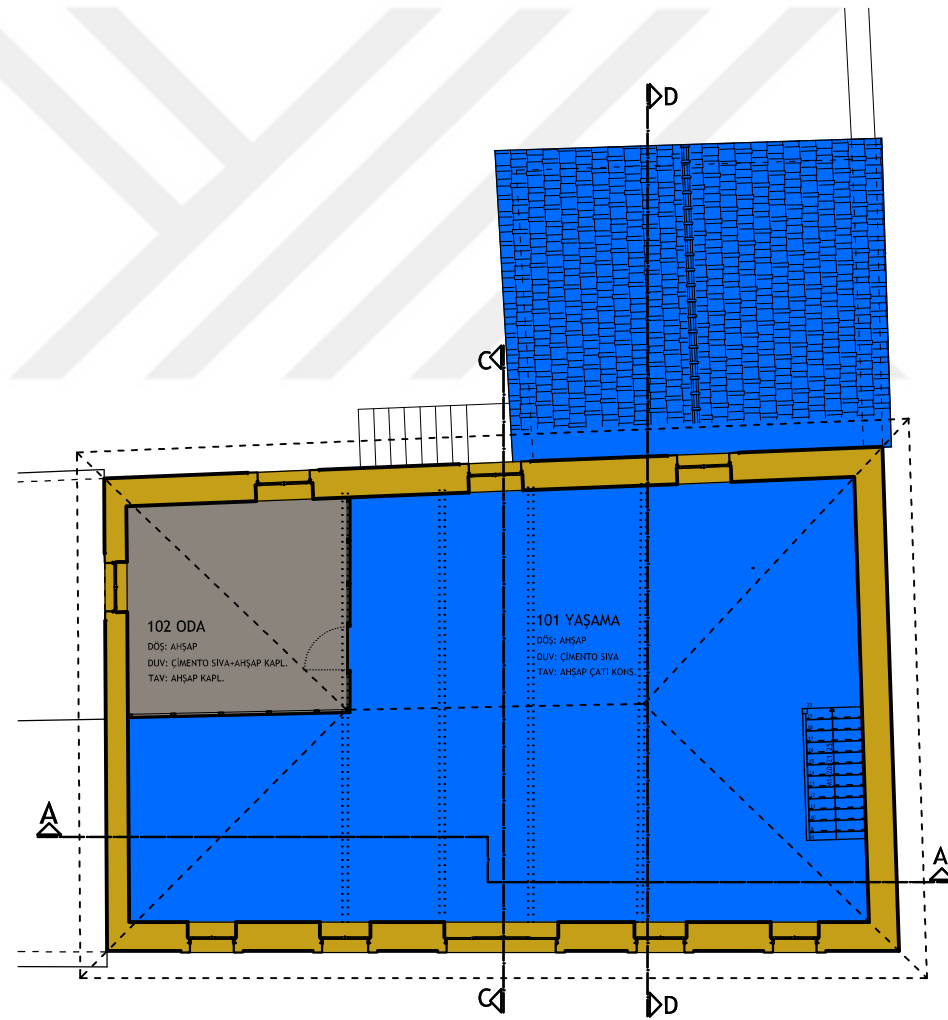 D
C
102 ODA
DÖŞ: AHŞAP
DUV: ÇİMENTO SIVA+AHŞAP KAPL.
TAV: AHŞAP KAPL.
101 YAŞAMA
DÖŞ: AHŞAP
DUV: ÇİMENTO SIVA
TAV: AHŞAP ÇATI KONS.
A
A
C
D